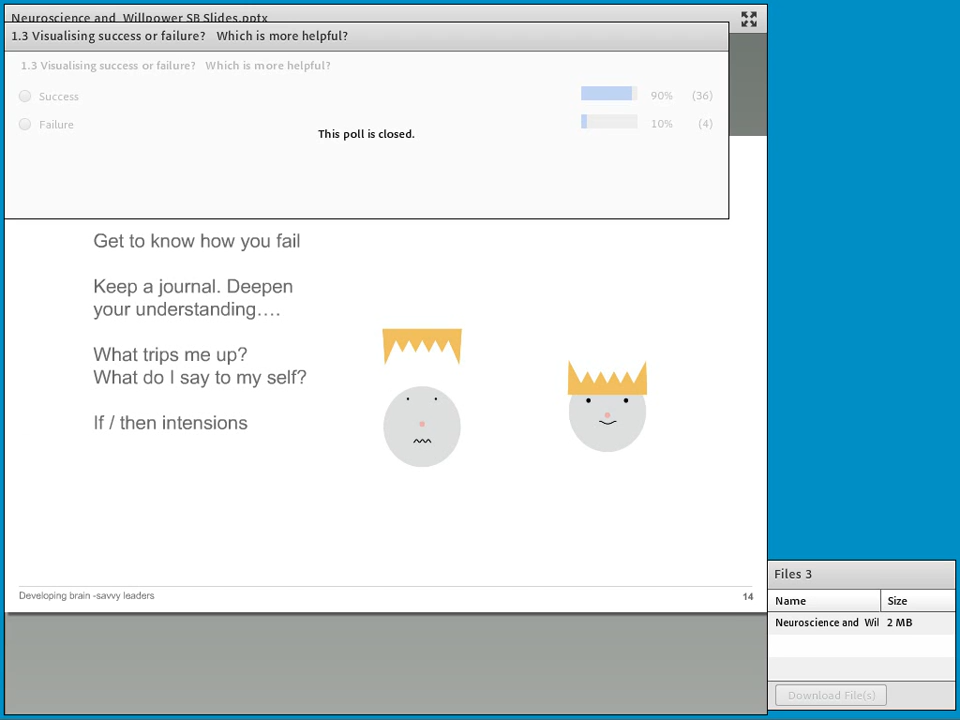 Neuroscience and Willpower SB Slides.pptx
1.3 Visualising success or failure? Which is more helpful?
1.3 Visualising success or failure? Which is more helpful?
Success 90% (36)
Failure 10% (4)
This poll is closed.
Get to know how you fail
Keep a journal. Deepen
your understanding....
What trips me up?
What do I say to my self?
If / then intensions
Developing brain -savvy leaders 14
Files 3
Name Size
Neuroscience and Wil 2 MB
Download File(s)